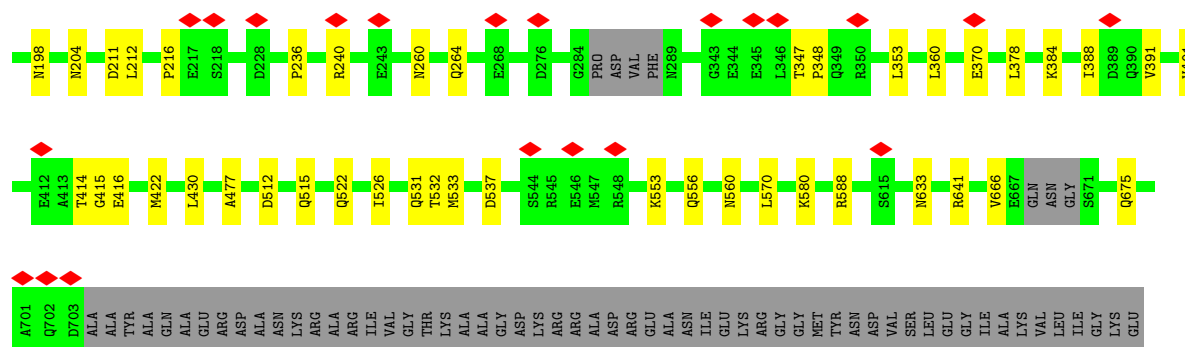 N198 N204 D211 L212 P216 E217 S218 D228 P236 R240 E243 N260 Q264 E268 D276 G284 PRO ASP VAL PHE N289 G343 E344 E345 L346 T347 P348 Q349 R350 L353 L360 E370 L378 K384 I388 D389 Q390 V391
E412 A413 T414 G415 E416 M422 L430 A477 D512 Q515 Q522 I526 Q531 T532 M533 D537 S544 R545 E546 M547 R548 K553 Q556 N560 L570 K580 R588 S615 N633 R641 V666 E667 GLN ASN GLY S671 Q675
A701 Q702 D703 ALA ALA TYR ALA GLN ALA GLU ARG ASP ALA ASN LYS ARG ALA ARG ILE VAL GLY THR LYS ALA ALA GLY ASP LYS ARG ARG ALA ASP ARG GLU ALA ASN ILE GLU LYS ARG GLY GLY MET TYR ASN ASP VAL SER LEU GLU GLY ILE ALA LYS VAL LEU ILE GLY LYS GLU